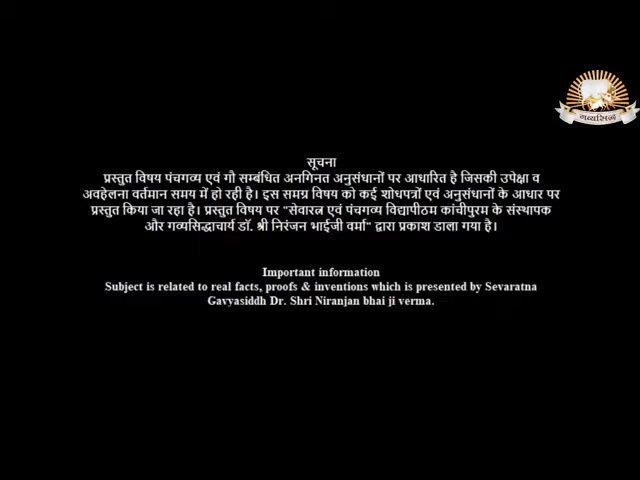 गव्यसिद्ध
सूचना
प्रस्तुत विषय पंचगव्य एवं गौ सम्बंधित अनगिनत अनुसंधानों पर आधारित है जिसकी उपेक्षा व
अवहेलना वर्तमान समय में हो रही है। इस समग्र विषय को कई शोधपत्रों एवं अनुसंधानों के आधार पर
प्रस्तुत किया जा रहा है। प्रस्तुत विषय पर "सेवारत्न एवं पंचगव्य विद्यापीठम कांचीपुरम के संस्थापक
और गव्यसिद्धाचार्य डॉ. श्री निरंजन भाईजी वर्मा" द्वारा प्रकाश डाला गया है।
Important information
Subject is related to real facts, proofs & inventions which is presented by Sevaratna
Gavyasiddh Dr. Shri Niranjan bhai ji verma.